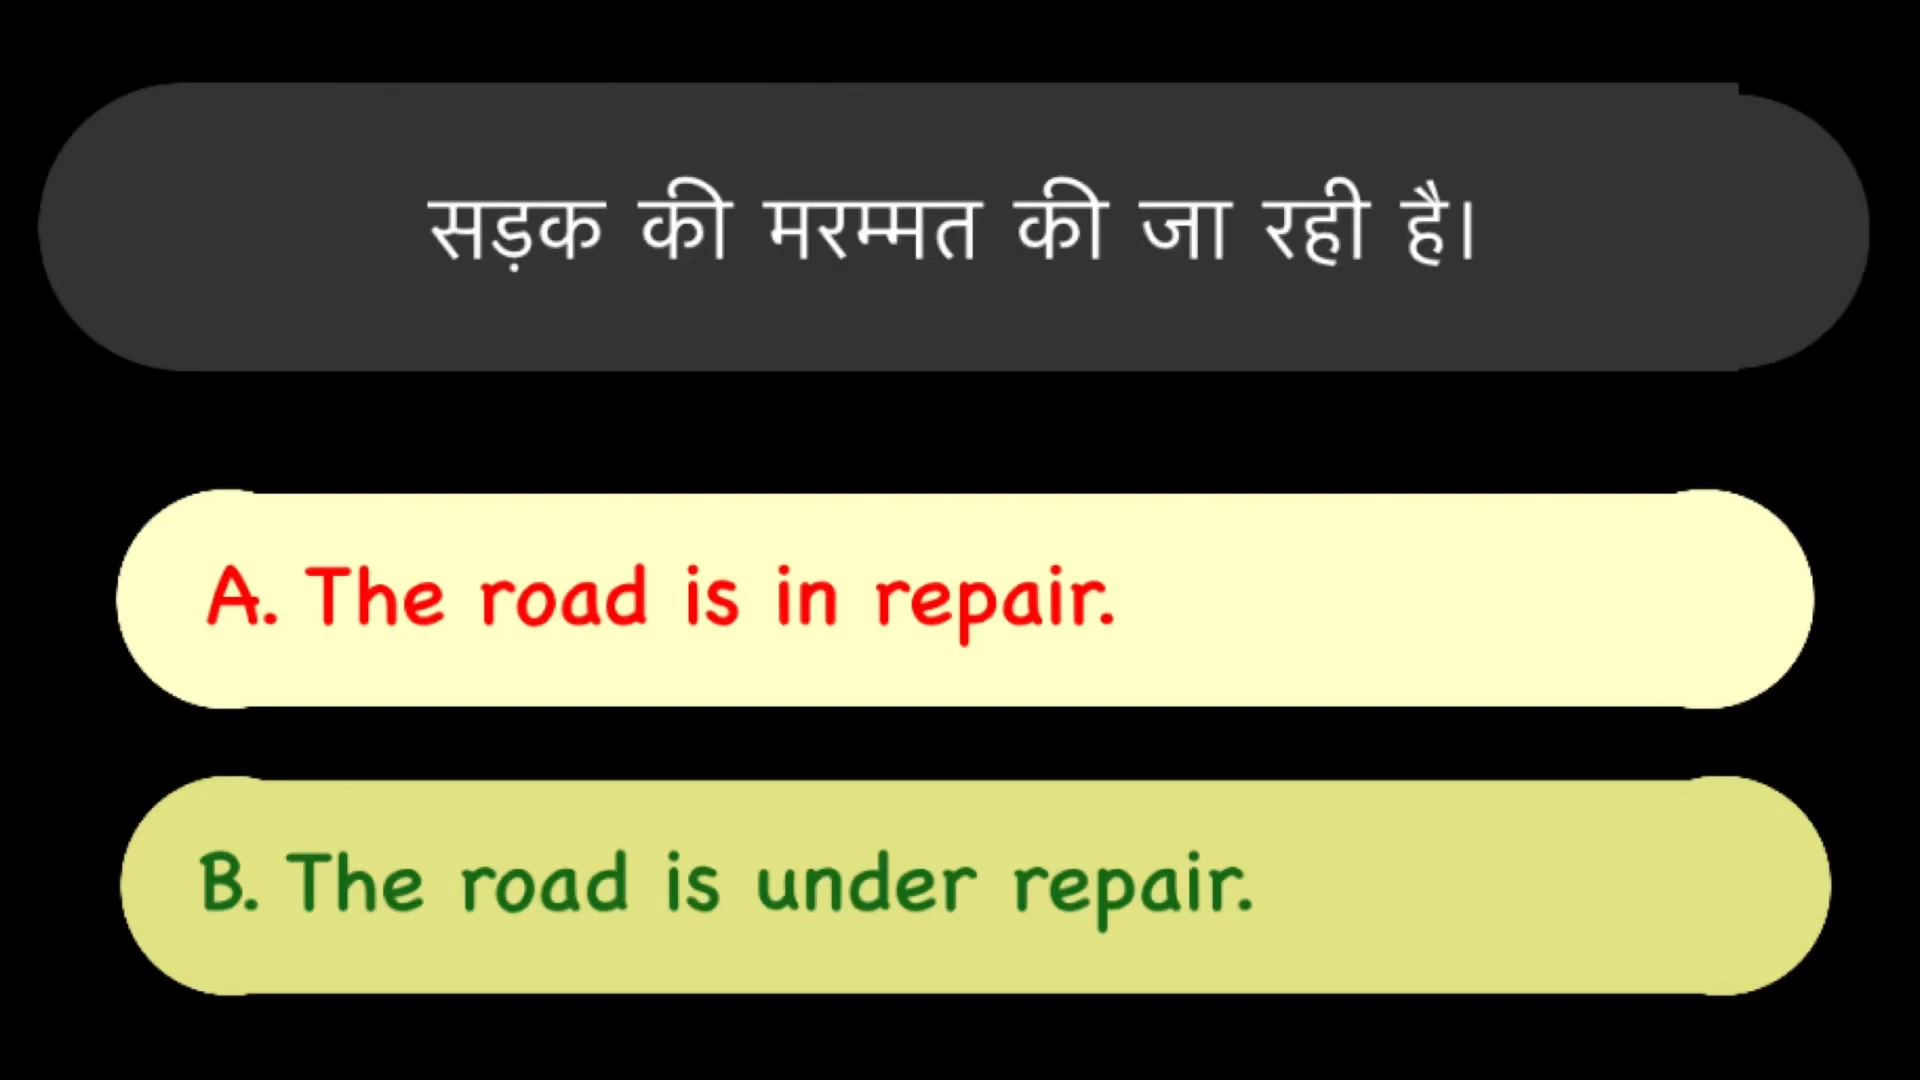 सड़क की मरम्मत की जा रही है।
A. The road is in repair.
B. The road is under repair.